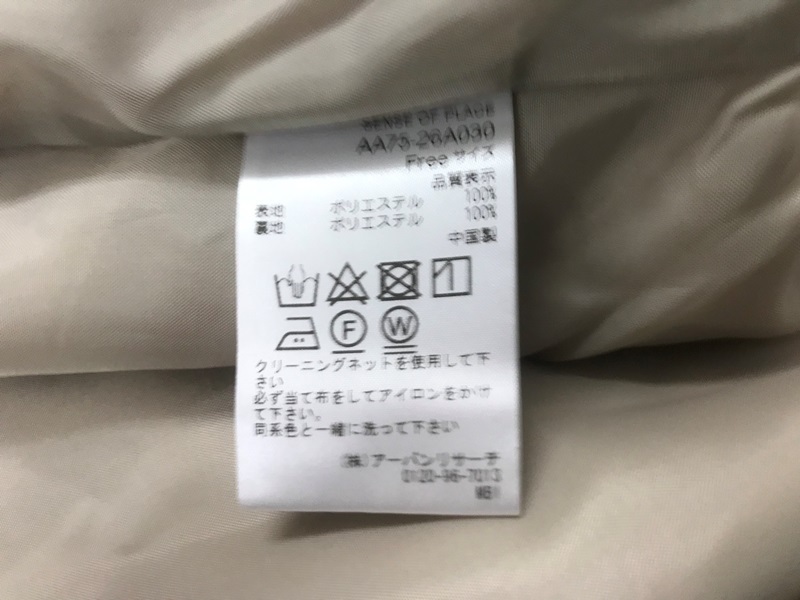 SENSE OF PLACE
AA75-26A030
Free サイズ
品質表示
表地 ポリエステル 100%
裏地 ポリエステル 100%
中国製
F W
クリーニングネットを使用して下
さい
必ず当て布をしてアイロンをかけ
て下さい。
同系色と一緒に洗って下さい
(株)アーバンリサーチ
0120-96-7013